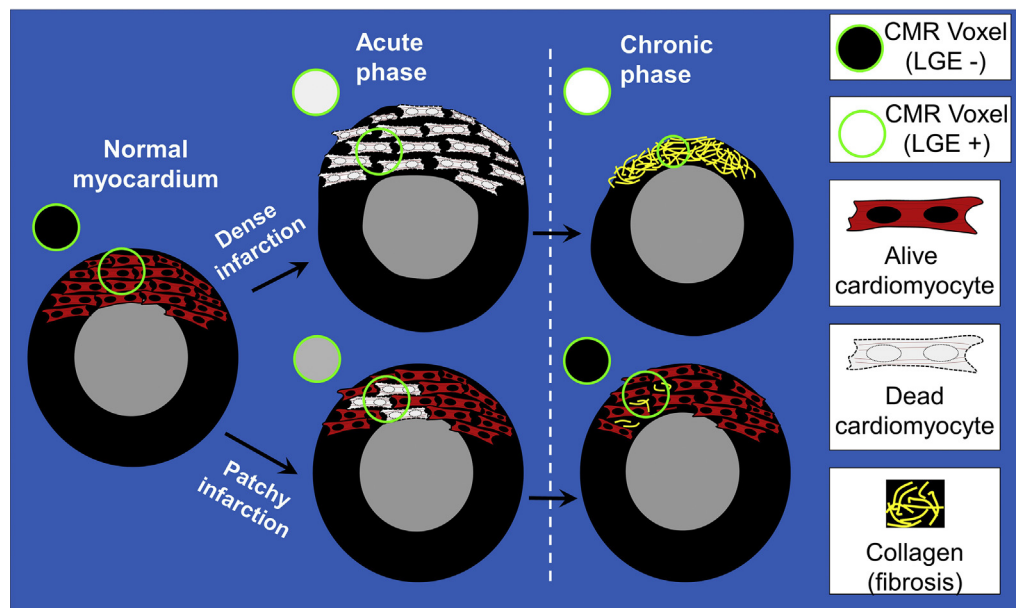 Normal
myocardium
Dense
infarction
Patchy
infarction
Acute
phase
Chronic
phase
CMR Voxel
(LGE -)
CMR Voxel
(LGE +)
Alive
cardiomyocyte
Dead
cardiomyocyte
Collagen
(fibrosis)